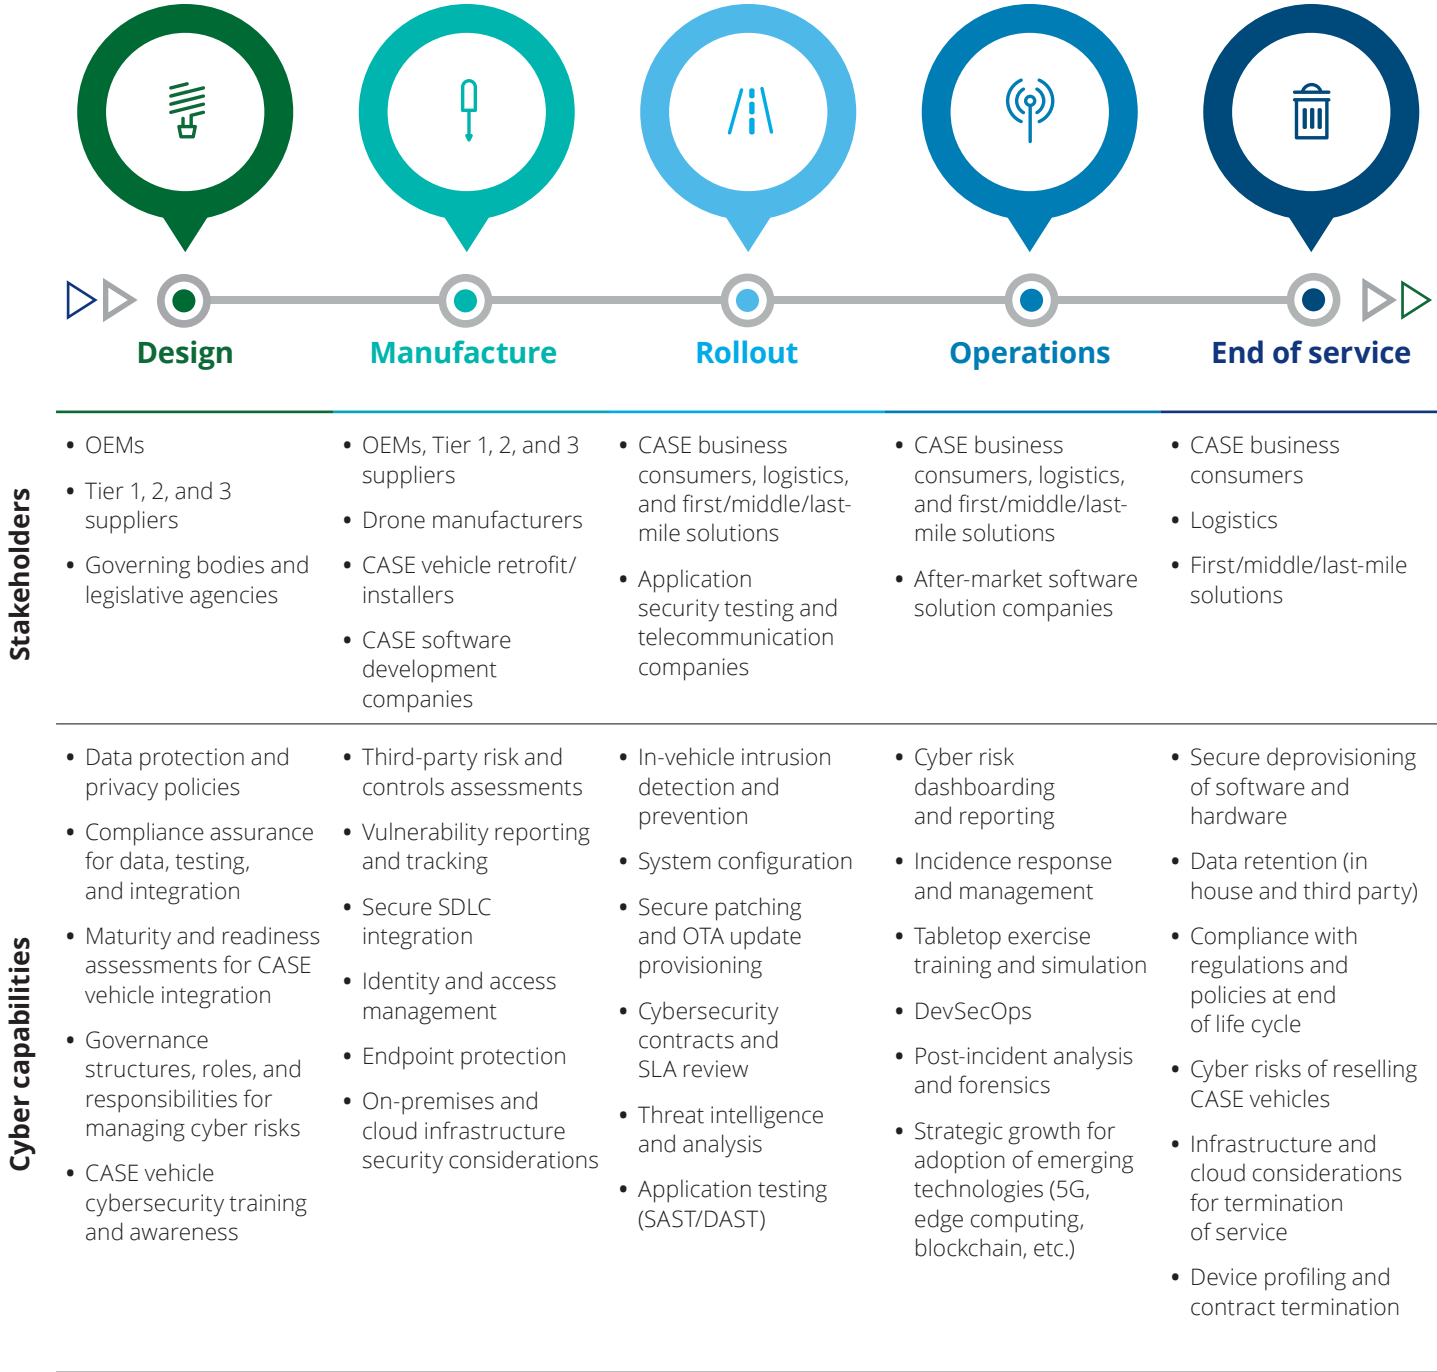 Design
Manufacture
Rollout
Operations
End of service
Stakeholders
• OEMs
• Tier 1, 2, and 3
suppliers
• Governing bodies and
legislative agencies
• OEMs, Tier 1, 2, and 3
suppliers
• Drone manufacturers
• CASE vehicle retrofit/
installers
• CASE software
development
companies
• CASE business
consumers, logistics,
and first/middle/last-
mile solutions
• Application
security testing and
telecommunication
companies
• CASE business
consumers, logistics,
and first/middle/last-
mile solutions
• After-market software
solution companies
• CASE business
consumers
• Logistics
• First/middle/last-mile
solutions
Cyber capabilities
• Data protection and
privacy policies
• Compliance assurance
for data, testing,
and integration
• Maturity and readiness
assessments for CASE
vehicle integration
• Governance
structures, roles, and
responsibilities for
managing cyber risks
• CASE vehicle
cybersecurity training
and awareness
• Third-party risk and
controls assessments
• Vulnerability reporting
and tracking
• Secure SDLC
integration
• Identity and access
management
• Endpoint protection
• On-premises and
cloud infrastructure
security considerations
• In-vehicle intrusion
detection and
prevention
• System configuration
• Secure patching
and OTA update
provisioning
• Cybersecurity
contracts and
SLA review
• Threat intelligence
and analysis
• Application testing
(SAST/DAST)
• Cyber risk
dashboarding
and reporting
• Incidence response
and management
• Tabletop exercise
training and simulation
• DevSecOps
• Post-incident analysis
and forensics
• Strategic growth for
adoption of emerging
technologies (5G,
edge computing,
blockchain, etc.)
• Secure deprovisioning
of software and
hardware
• Data retention (in
house and third party)
• Compliance with
regulations and
policies at end
of life cycle
• Cyber risks of reselling
CASE vehicles
• Infrastructure and
cloud considerations
for termination
of service
• Device profiling and
contract termination